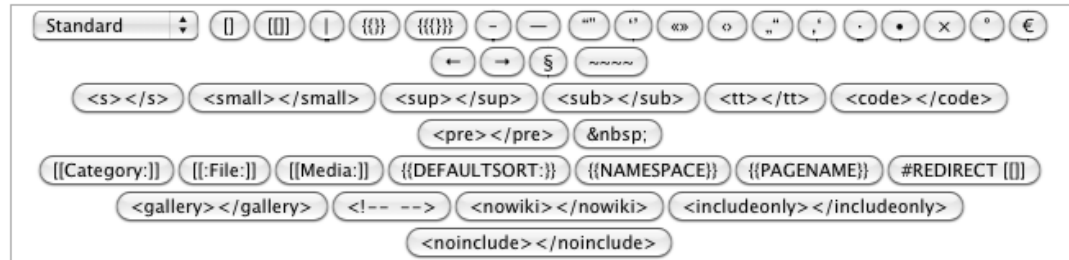 Standard [] [[]] | {{}} {{{}}} – — “” ‘’ «» ‹› „“ ‚‘ · • × ° €
← → § ~~~~
<s></s> <small></small> <sup></sup> <sub></sub> <tt></tt> <code></code>
<pre></pre> &nbsp;
[[Category:]] [[:File:]] [[Media:]] {{DEFAULTSORT:}} {{NAMESPACE}} {{PAGENAME}} #REDIRECT [[]]
<gallery></gallery> <!-- --> <nowiki></nowiki> <includeonly></includeonly>
<noinclude></noinclude>